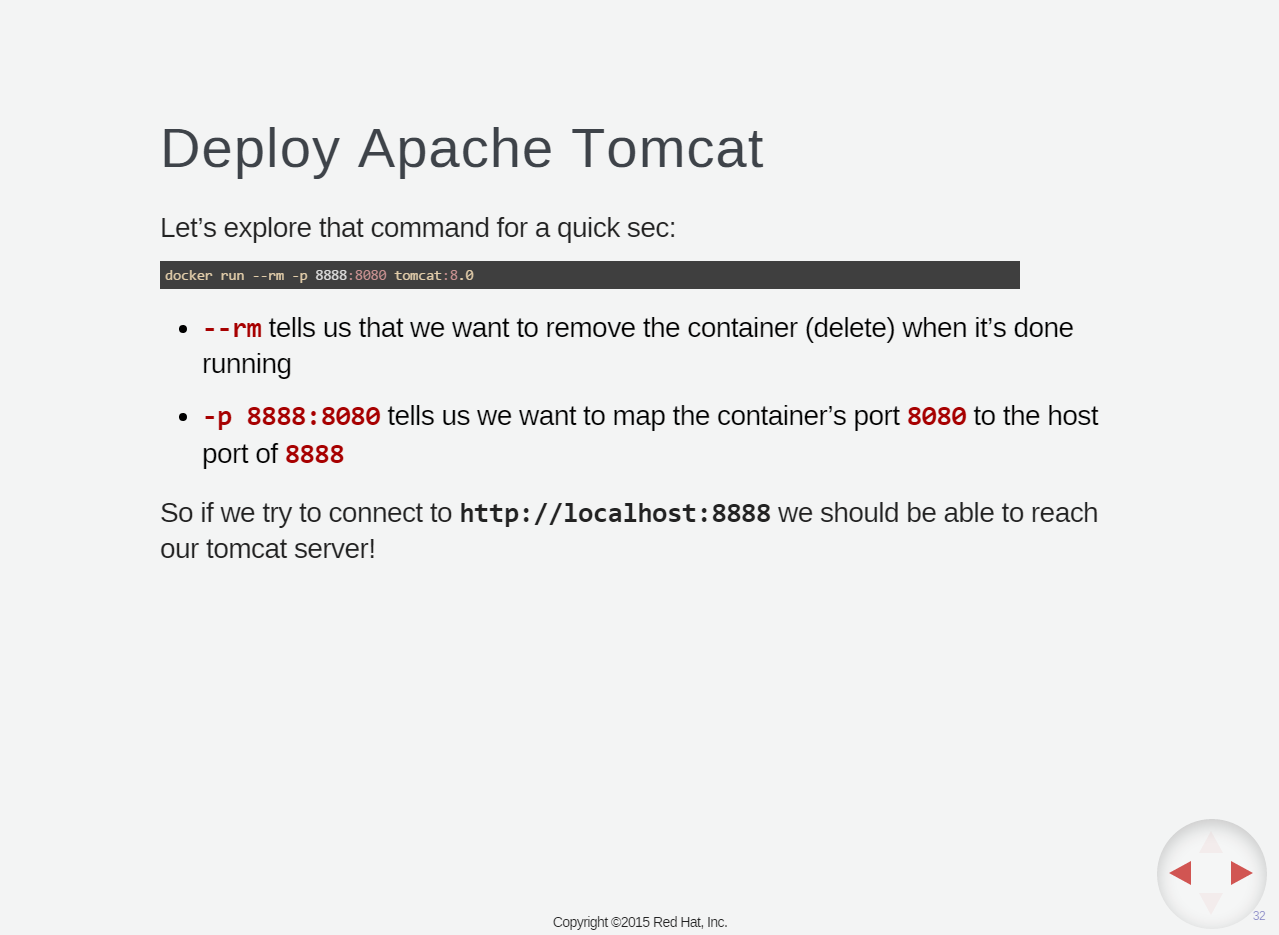 Deploy Apache Tomcat
Let’s explore that command for a quick sec:
docker run --rm -p 8888:8080 tomcat:8.0
• --rm tells us that we want to remove the container (delete) when it’s done
running
• -p 8888:8080 tells us we want to map the container’s port 8080 to the host
port of 8888
So if we try to connect to http://localhost:8888 we should be able to reach
our tomcat server!
32
Copyright ©2015 Red Hat, Inc.